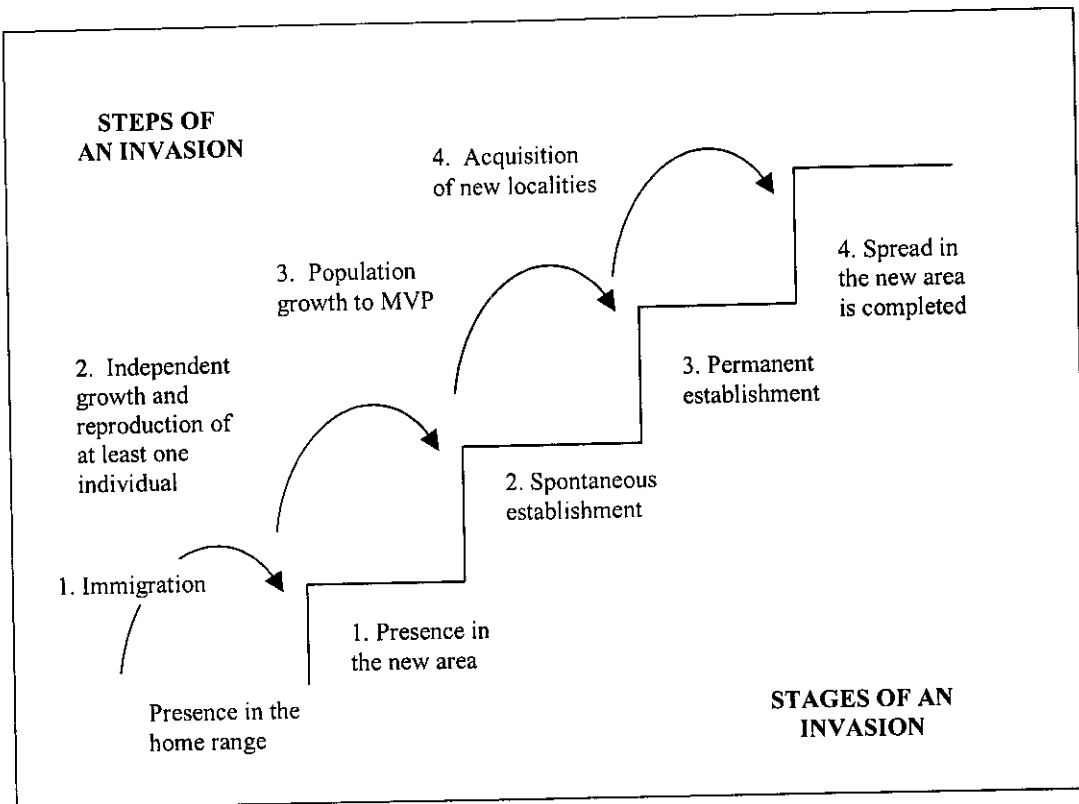 STEPS OF
AN INVASION
4. Acquisition
of new localities
3. Population
growth to MVP
4. Spread in
the new area
is completed
2. Independent
growth and
reproduction of
at least one
individual
3. Permanent
establishment
2. Spontaneous
establishment
1. Immigration
1. Presence in
the new area
Presence in the
home range
STAGES OF AN
INVASION